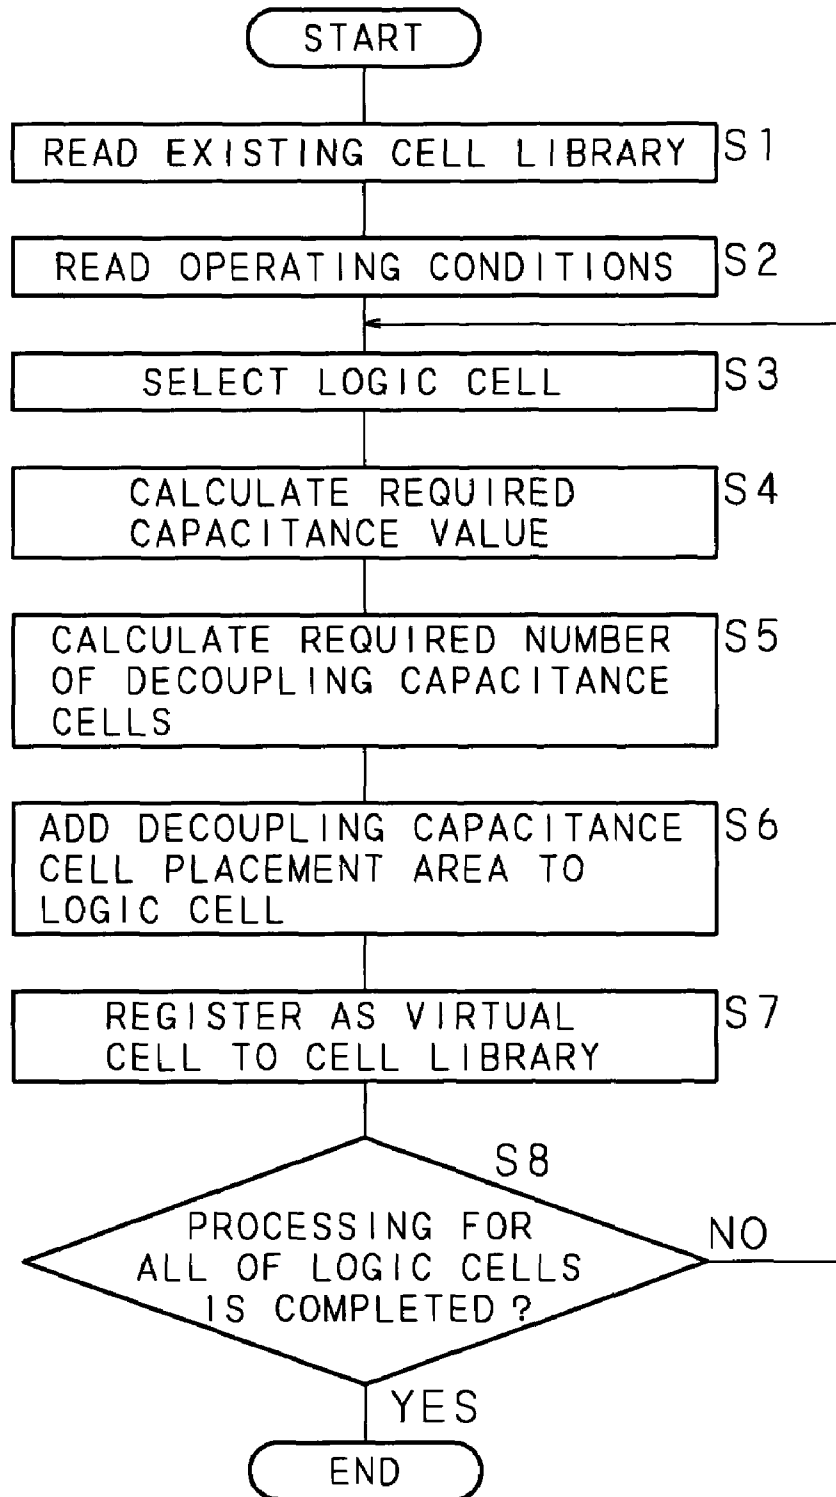 START
READ EXISTING CELL LIBRARY
S1
READ OPERATING CONDITIONS
S2
SELECT LOGIC CELL
S3
CALCULATE REQUIRED
CAPACITANCE VALUE
S4
CALCULATE REQUIRED NUMBER
OF DECOUPLING CAPACITANCE
CELLS
S5
ADD DECOUPLING CAPACITANCE
CELL PLACEMENT AREA TO
LOGIC CELL
S6
REGISTER AS VIRTUAL
CELL TO CELL LIBRARY
S7
S8
PROCESSING FOR
ALL OF LOGIC CELLS
IS COMPLETED?
NO
YES
END